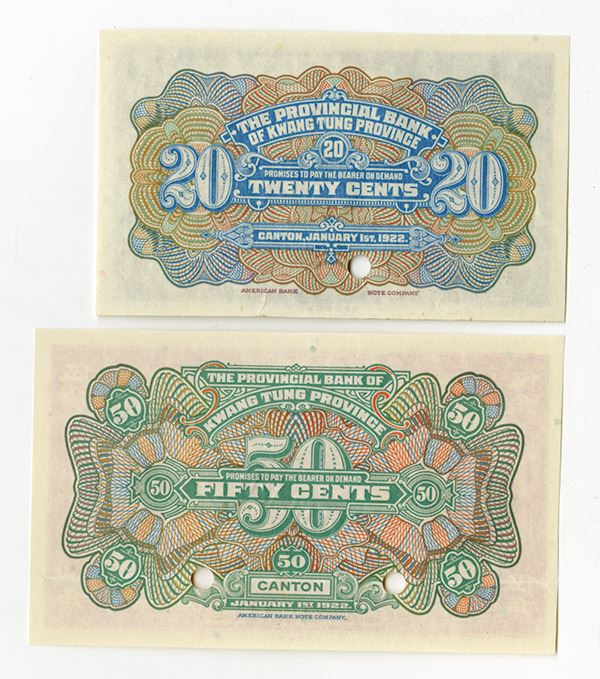 THE PROVINCIAL BANK
OF KWANG TUNG PROVINCE
20
20
20
PROMISES TO PAY THE BEARER ON DEMAND
TWENTY CENTS
CANTON, JANUARY 1ST, 1922.
AMERICAN BANK NOTE COMPANY
THE PROVINCIAL BANK OF
KWANG TUNG PROVINCE
50
50
50
PROMISES TO PAY THE BEARER ON DEMAND
50
FIFTY CENTS
50
50
50
50
CANTON
JANUARY 1ST 1922.
AMERICAN BANK NOTE COMPANY.